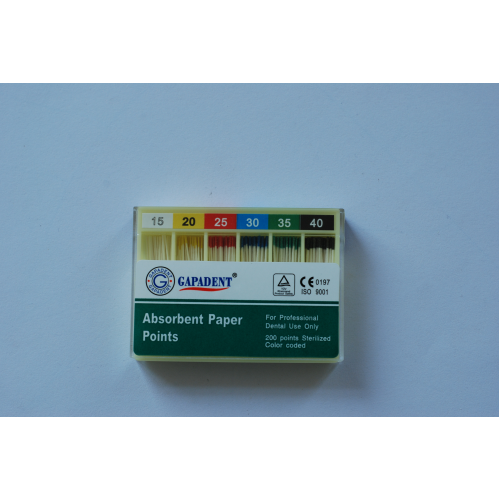 15 20 25 30 35 40
GAPADENT®
CE 0197
ISO 9001
Absorbent Paper
Points
For Professional
Dental Use Only
200 points Sterilized
Color coded